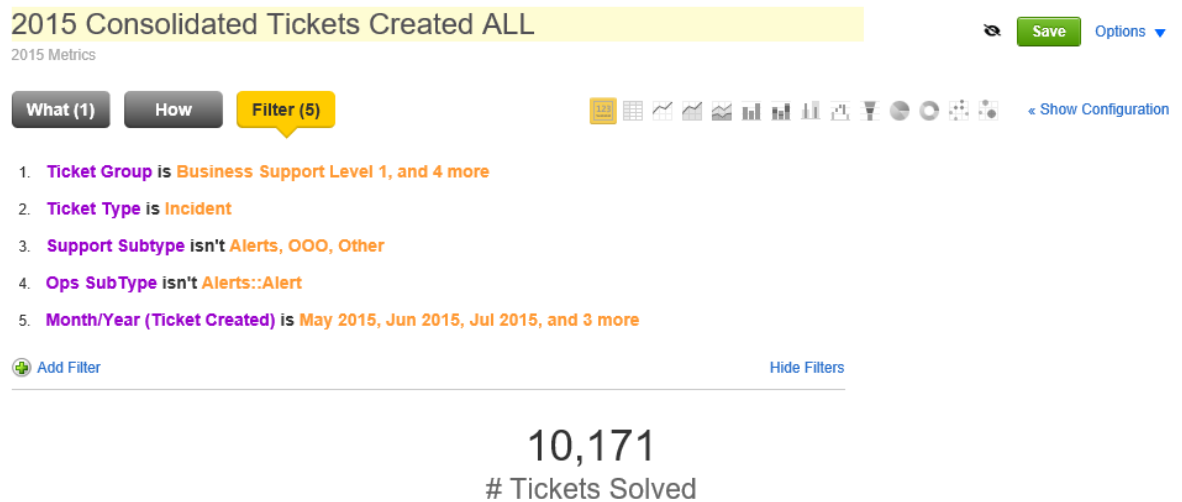 2015 Consolidated Tickets Created ALL
Save Options ▼
2015 Metrics
What (1) How Filter (5)
123
« Show Configuration
1. Ticket Group is Business Support Level 1, and 4 more
2. Ticket Type is Incident
3. Support Subtype isn't Alerts, OOO, Other
4. Ops SubType isn't Alerts::Alert
5. Month/Year (Ticket Created) is May 2015, Jun 2015, Jul 2015, and 3 more
Add Filter
Hide Filters
10,171
# Tickets Solved